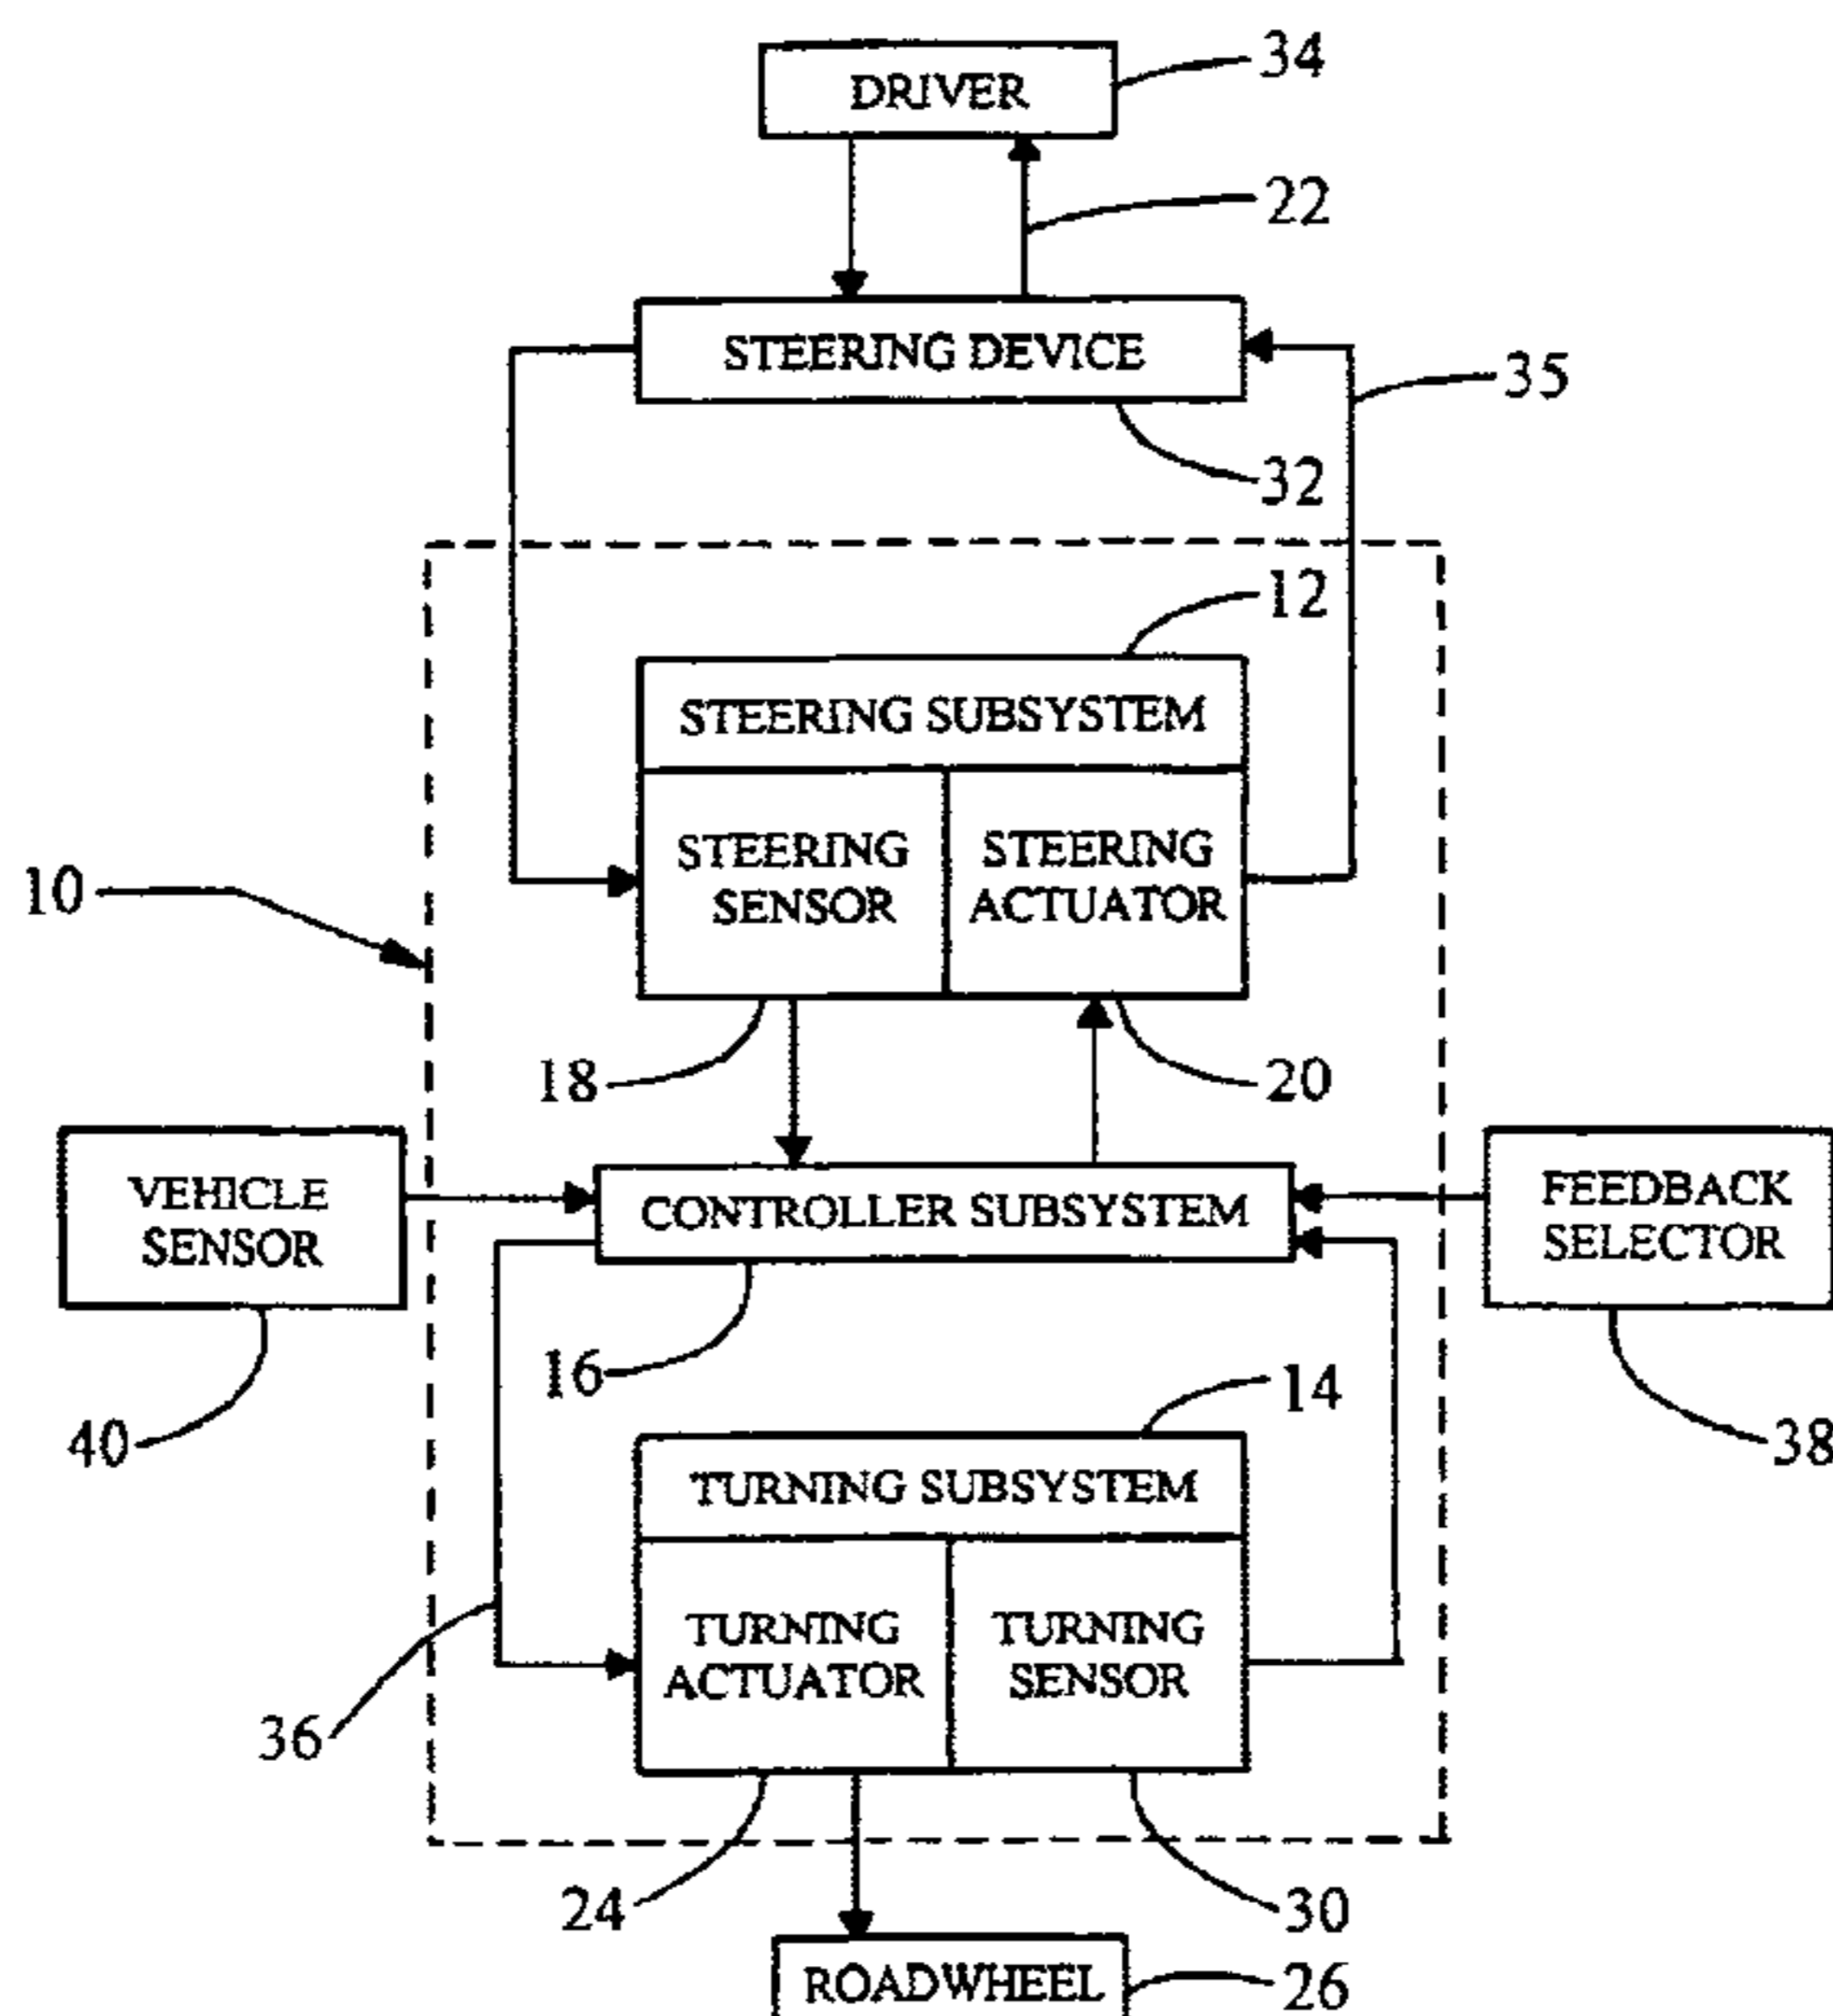 34
DRIVER
22
STEERING DEVICE
35
32
12
STEERING SUBSYSTEM
STEERING
SENSOR
STEERING
ACTUATOR
10
18
20
VEHICLE
SENSOR
CONTROLLER SUBSYSTEM
FEEDBACK
SELECTOR
16
14
40
38
TURNING SUBSYSTEM
TURNING
ACTUATOR
TURNING
SENSOR
36
24
30
ROADWHEEL
26